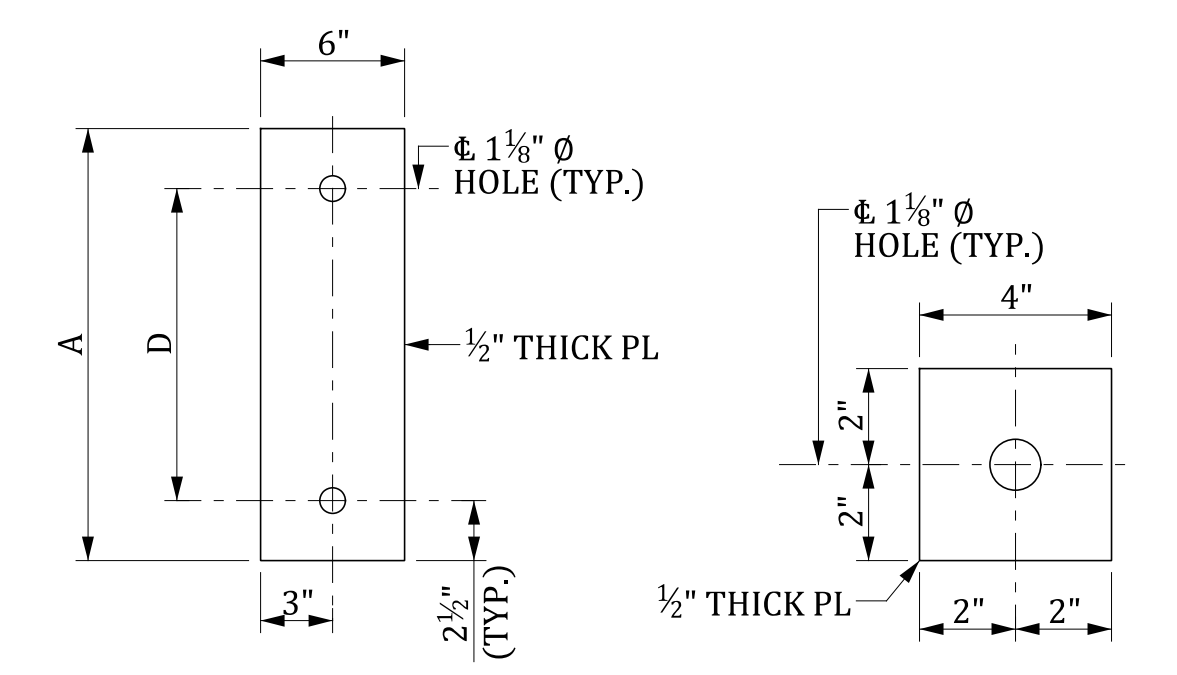 6"
℄ 1⅛" Ø
HOLE (TYP.)
A
D
½" THICK PL
3"
2½"
(TYP.)
℄ 1⅛" Ø
HOLE (TYP.)
4"
2"
2"
½" THICK PL
2"
2"